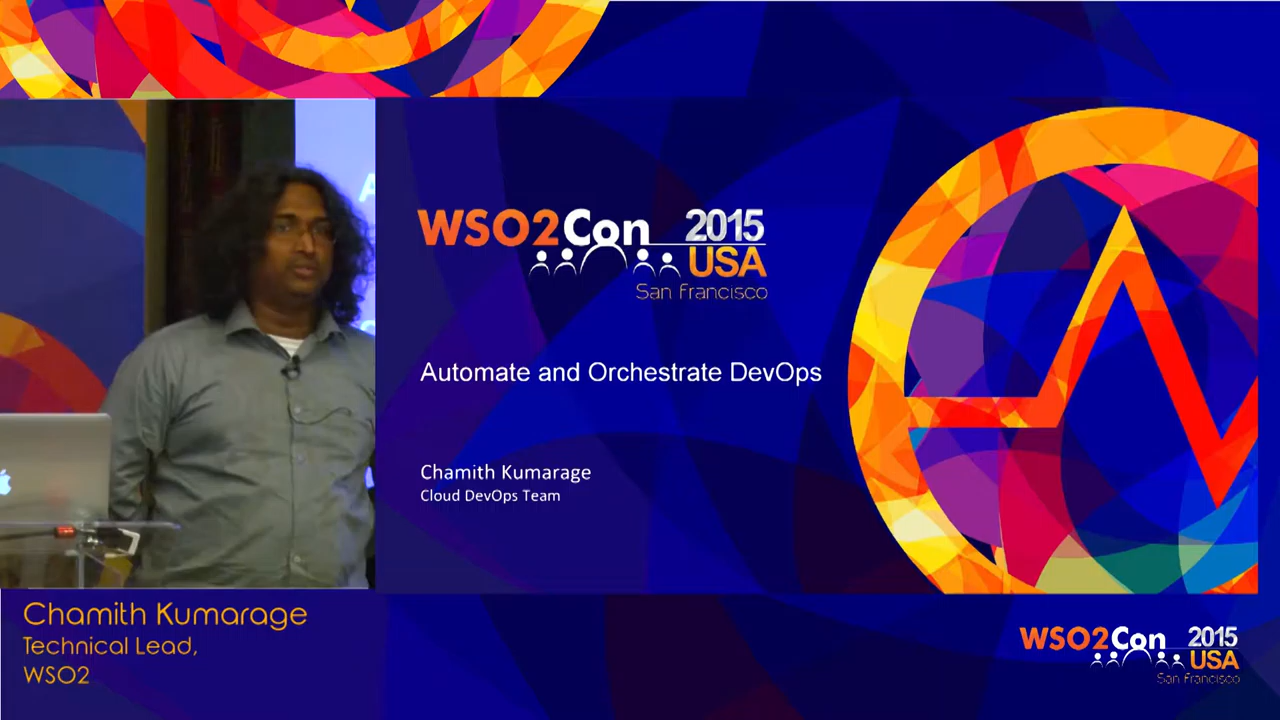 WSO2Con 2015
USA
San Francisco
Automate and Orchestrate DevOps
Chamith Kumarage
Cloud DevOps Team
Chamith Kumarage
Technical Lead,
WSO2
WSO2Con 2015
USA
San Francisco